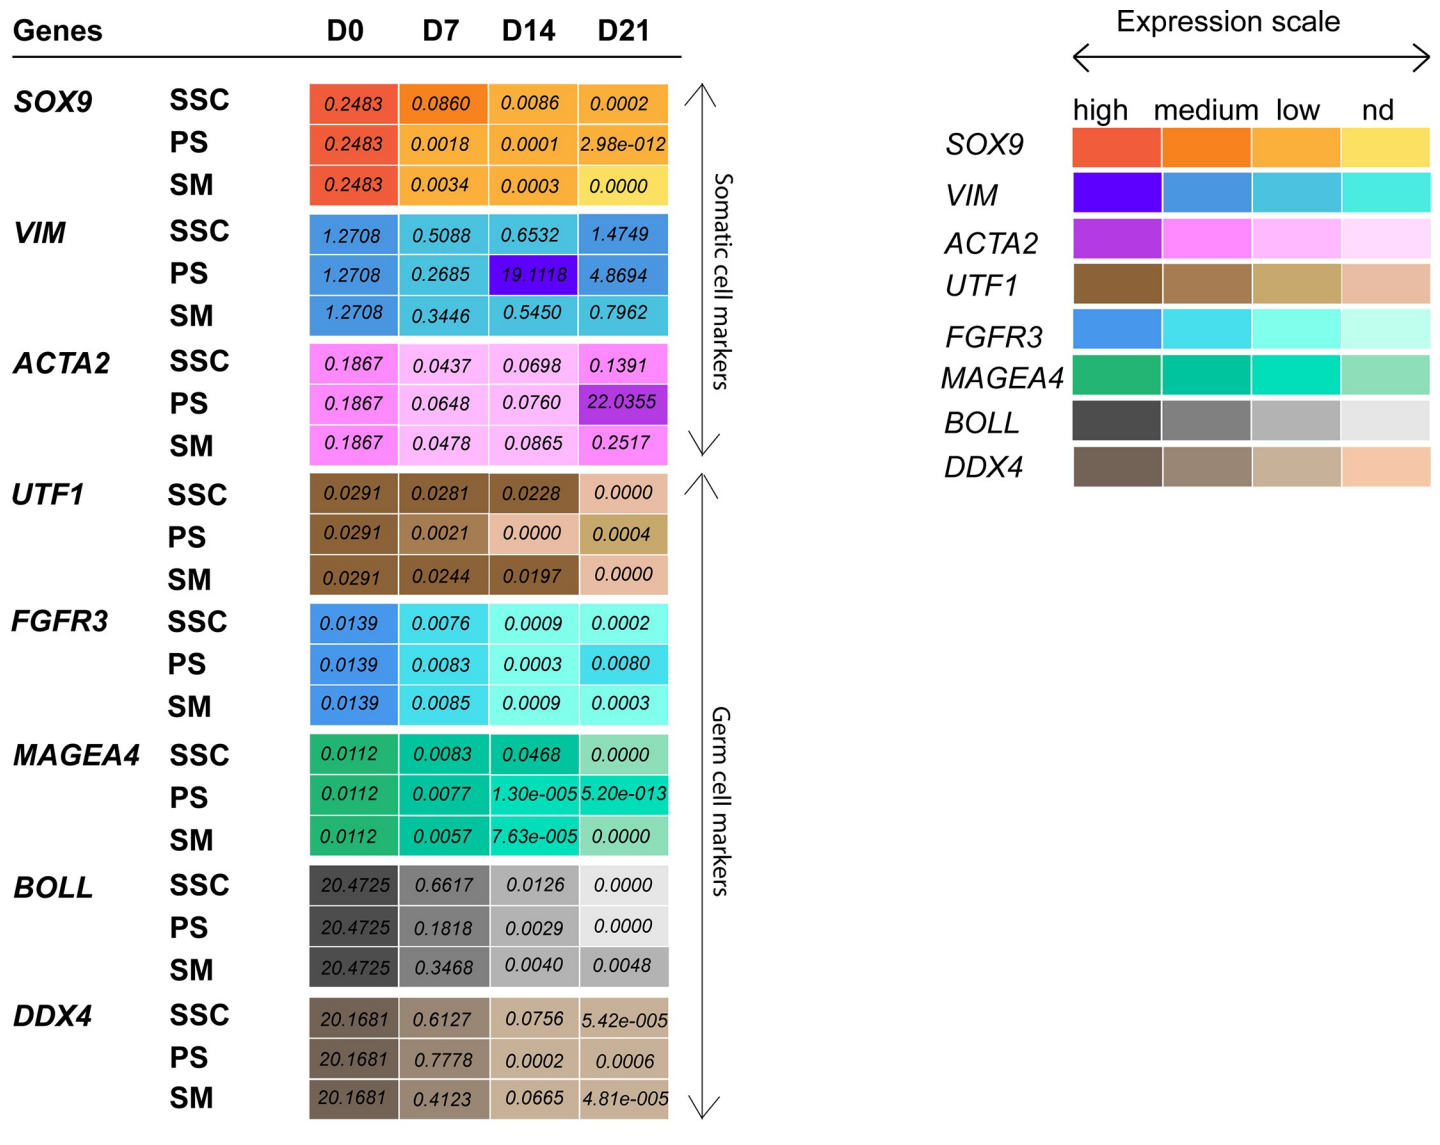 Genes D0 D7 D14 D21
SOX9 SSC 0.2483 0.0860 0.0086 0.0002
PS 0.2483 0.0018 0.0001 2.98e-012
SM 0.2483 0.0034 0.0003 0.0000
VIM SSC 1.2708 0.5088 0.6532 1.4749
PS 1.2708 0.2685 19.1118 4.8694
SM 1.2708 0.3446 0.5450 0.7962
ACTA2 SSC 0.1867 0.0437 0.0698 0.1391
PS 0.1867 0.0648 0.0760 22.0355
SM 0.1867 0.0478 0.0865 0.2517
Somatic cell markers
UTF1 SSC 0.0291 0.0281 0.0228 0.0000
PS 0.0291 0.0021 0.0000 0.0004
SM 0.0291 0.0244 0.0197 0.0000
FGFR3 SSC 0.0139 0.0076 0.0009 0.0002
PS 0.0139 0.0083 0.0003 0.0080
SM 0.0139 0.0085 0.0009 0.0003
MAGEA4 SSC 0.0112 0.0083 0.0468 0.0000
PS 0.0112 0.0077 1.30e-005 5.20e-013
SM 0.0112 0.0057 7.63e-005 0.0000
BOLL SSC 20.4725 0.6617 0.0126 0.0000
PS 20.4725 0.1818 0.0029 0.0000
SM 20.4725 0.3468 0.0040 0.0048
DDX4 SSC 20.1681 0.6127 0.0756 5.42e-005
PS 20.1681 0.7778 0.0002 0.0006
SM 20.1681 0.4123 0.0665 4.81e-005
Germ cell markers
Expression scale
high medium low nd
SOX9
VIM
ACTA2
UTF1
FGFR3
MAGEA4
BOLL
DDX4